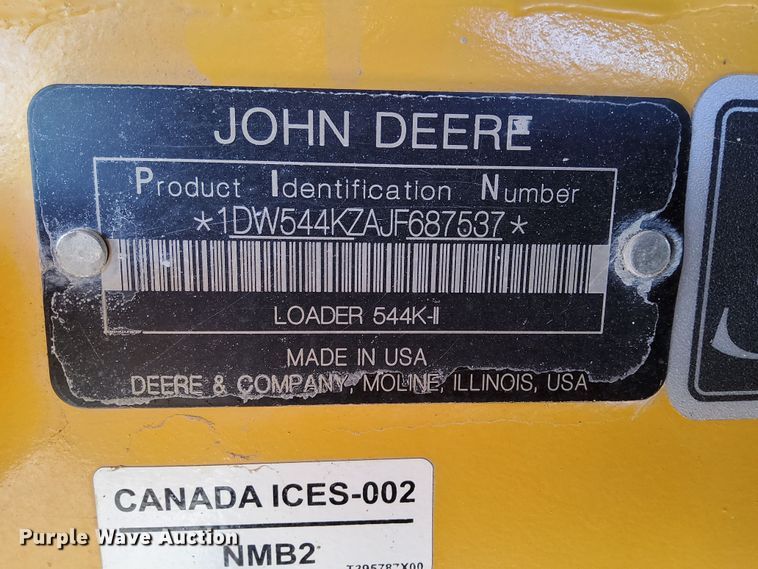 JOHN DEERE
Product Identification Number
*1DW544KZAJF687537*
LOADER 544K-II
MADE IN USA
DEERE & COMPANY, MOLINE, ILLINOIS, USA
CANADA ICES-002
NMB2
T395787X00
Purple Wave Auction